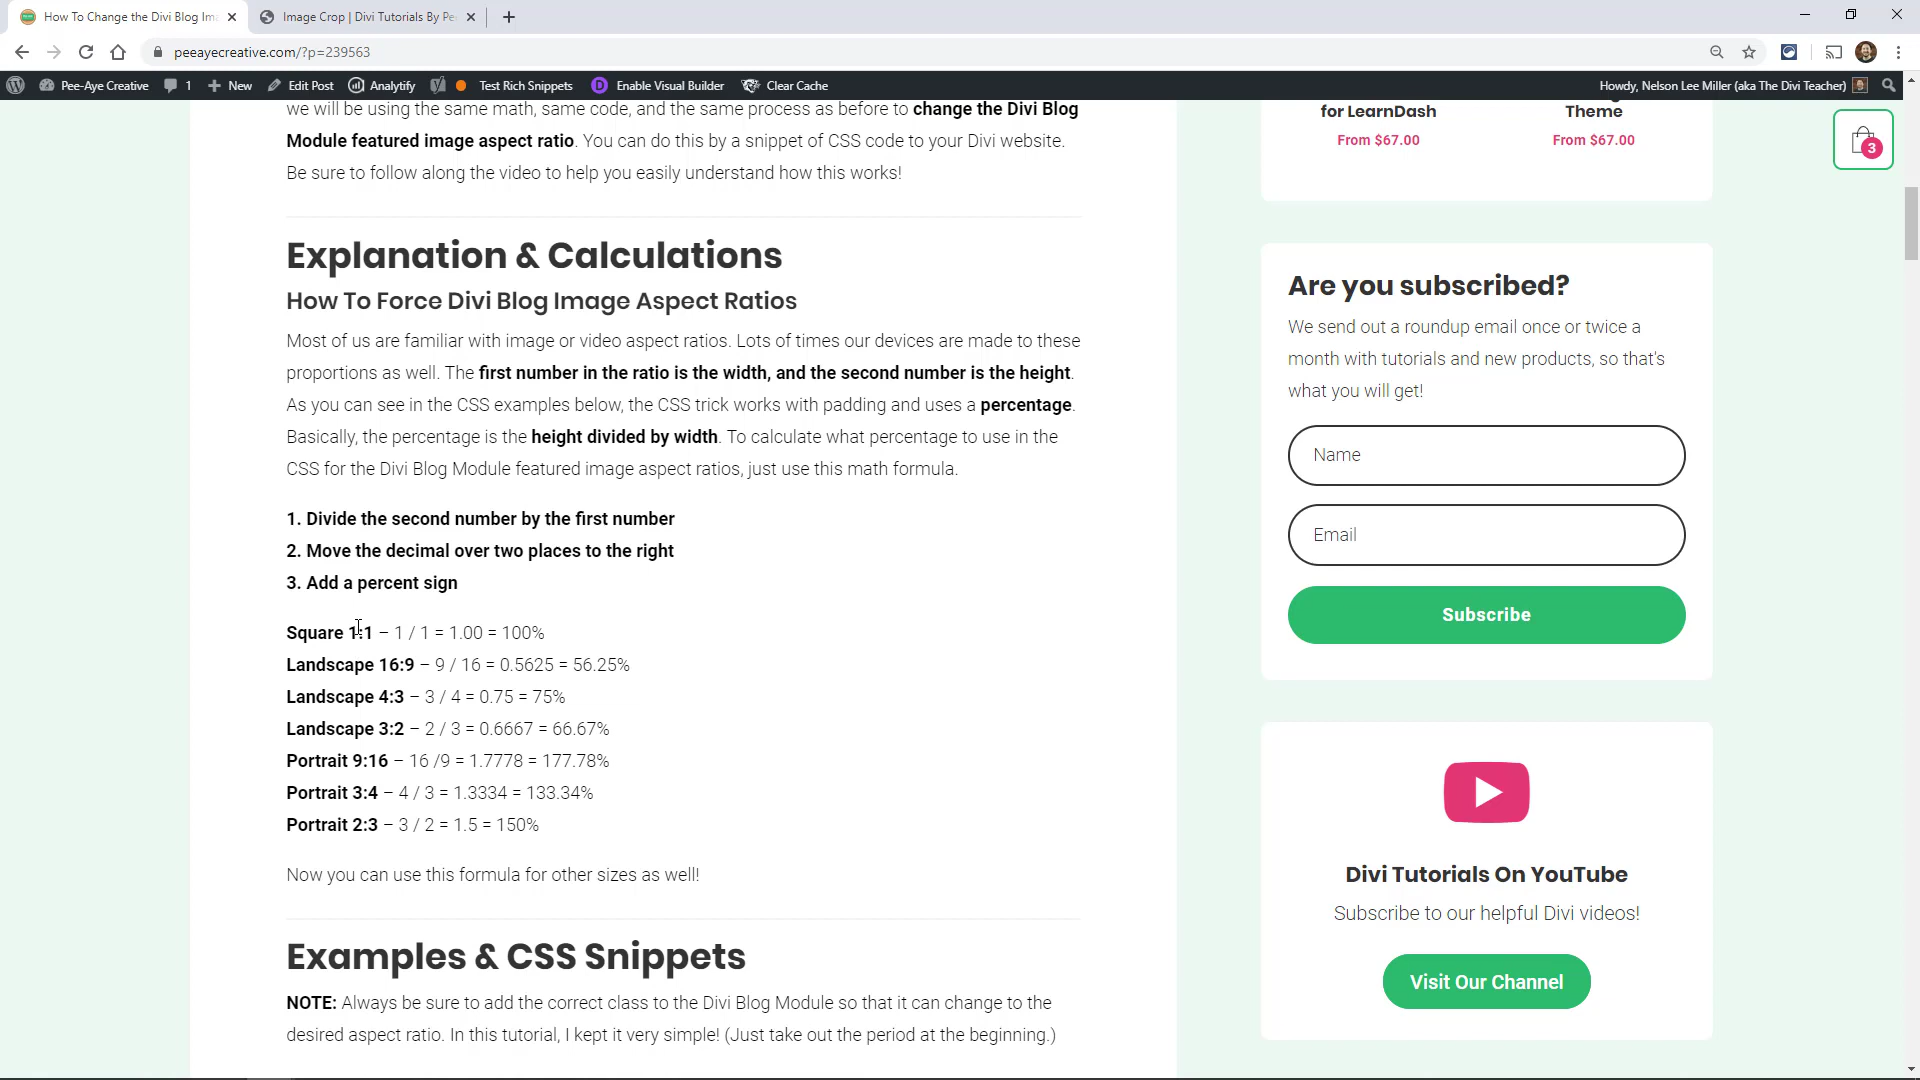 How To Change the Divi Blog Im
Image Crop | Divi Tutorials By Pe
peeayecreative.com/?p=239563
Pee-Aye Creative 1 New Edit Post Analytify Test Rich Snippets Enable Visual Builder Clear Cache Howdy, Nelson Lee Miller (aka The Divi Teacher)
we will be using the same math, same code, and the same process as before to change the Divi Blog
Module featured image aspect ratio. You can do this by a snippet of CSS code to your Divi website.
Be sure to follow along the video to help you easily understand how this works!
Explanation & Calculations
How To Force Divi Blog Image Aspect Ratios
Most of us are familiar with image or video aspect ratios. Lots of times our devices are made to these
proportions as well. The first number in the ratio is the width, and the second number is the height.
As you can see in the CSS examples below, the CSS trick works with padding and uses a percentage.
Basically, the percentage is the height divided by width. To calculate what percentage to use in the
CSS for the Divi Blog Module featured image aspect ratios, just use this math formula.
1. Divide the second number by the first number
2. Move the decimal over two places to the right
3. Add a percent sign
Square 1:1 – 1 / 1 = 1.00 = 100%
Landscape 16:9 – 9 / 16 = 0.5625 = 56.25%
Landscape 4:3 – 3 / 4 = 0.75 = 75%
Landscape 3:2 – 2 / 3 = 0.6667 = 66.67%
Portrait 9:16 – 16 /9 = 1.7778 = 177.78%
Portrait 3:4 – 4 / 3 = 1.3334 = 133.34%
Portrait 2:3 – 3 / 2 = 1.5 = 150%
Now you can use this formula for other sizes as well!
Examples & CSS Snippets
NOTE: Always be sure to add the correct class to the Divi Blog Module so that it can change to the
desired aspect ratio. In this tutorial, I kept it very simple! (Just take out the period at the beginning.)
for LearnDash
From $67.00
Theme
From $67.00
3
Are you subscribed?
We send out a roundup email once or twice a
month with tutorials and new products, so that's
what you will get!
Name
Email
Subscribe
Divi Tutorials On YouTube
Subscribe to our helpful Divi videos!
Visit Our Channel